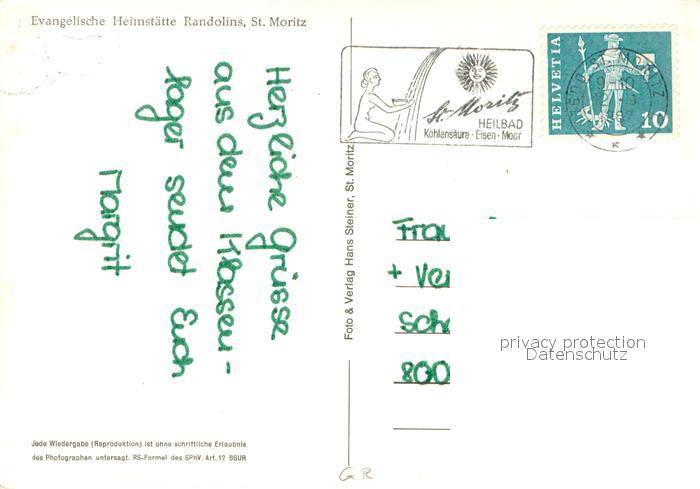 Evangelische Heimstätte Randolins, St. Moritz
Herzliche Grüsse
aus dem Klassen-
lager sendet Euch
Margrit
Jede Wiedergabe (Reproduktion) ist ohne schriftliche Erlaubnis
des Photographen untersagt. RS-Formel des SPhV, Art. 12 BGUR
Foto & Verlag Hans Steiner, St. Moritz
St. Moritz
HEILBAD
Kohlensäure · Eisen · Moor
HELVETIA
10
Frau
+ Ver
Sch
800
privacy protection
Datenschutz
GR